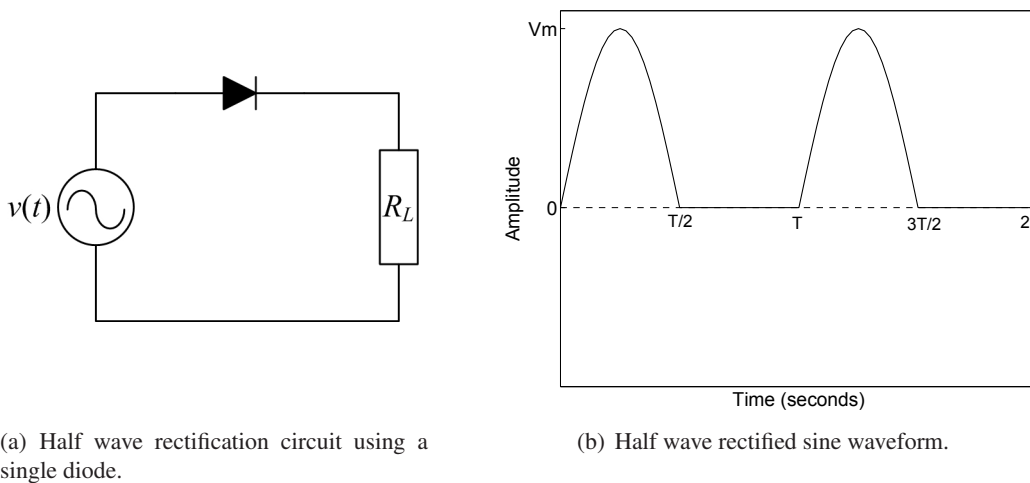 v(t)
R_L
Vm
0
T/2
T
3T/2
2
Amplitude
Time (seconds)
(a) Half wave rectification circuit using a
single diode.
(b) Half wave rectified sine waveform.